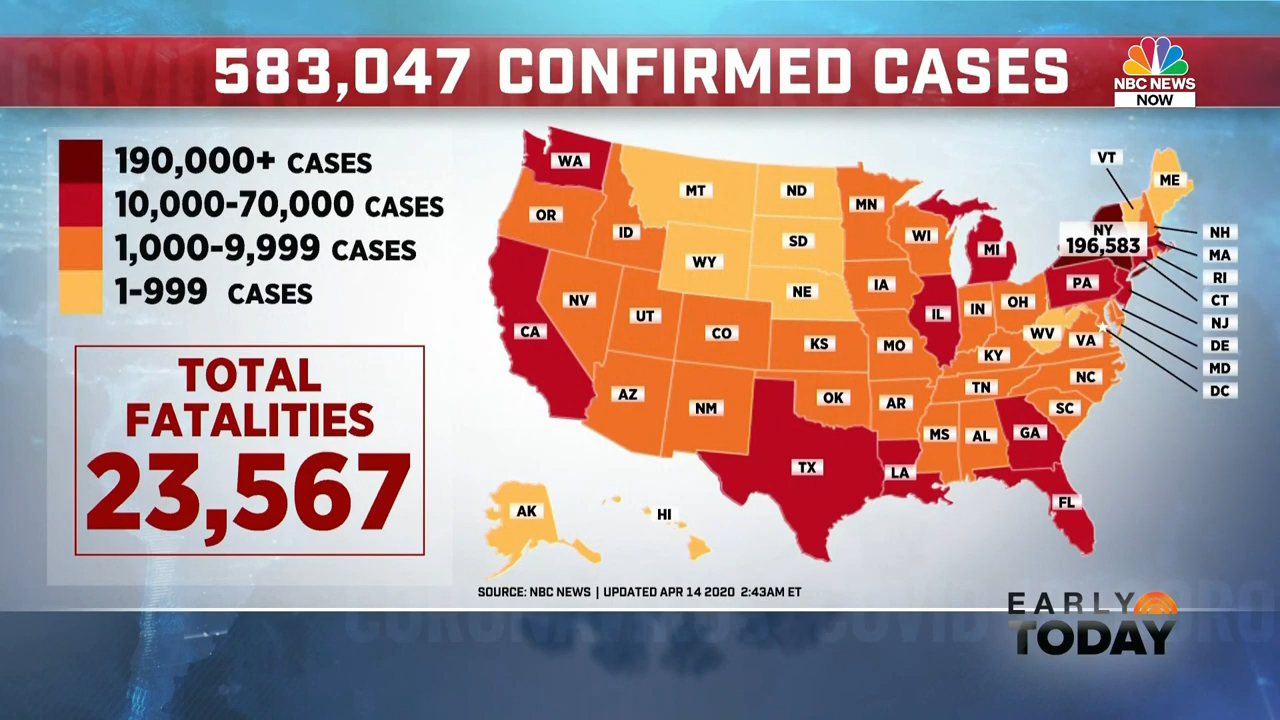 583,047 CONFIRMED CASES
NBC NEWS
NOW
190,000+ CASES
10,000-70,000 CASES
1,000-9,999 CASES
1-999 CASES
TOTAL
FATALITIES
23,567
WA
OR
CA
ID
NV
MT
WY
UT
AZ
CO
NM
ND
SD
NE
KS
OK
TX
MN
IA
MO
AR
LA
WI
IL
MI
IN
OH
KY
TN
MS
AL
GA
FL
SC
NC
VA
WV
PA
NY
196,583
VT
ME
NH
MA
RI
CT
NJ
DE
MD
DC
AK
HI
SOURCE: NBC NEWS | UPDATED APR 14 2020 2:43AM ET
EARLY
TODAY